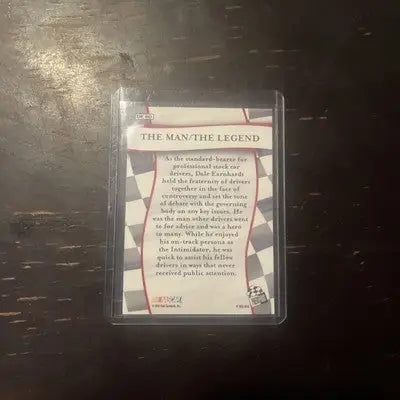 THE MAN/THE LEGEND
As the standard-bearer for
professional stock car
drivers, Dale Earnhardt
held the fraternity of drivers
together in the face of
controversy and set the tone
of debate with the governing
body on any key issues. He
was the man other drivers went
to for advice and was a hero
to many. While he enjoyed
his on-track persona as
the Intimidator, he was
quick to assist his fellow
drivers in ways that never
received public attention.
NASCAR